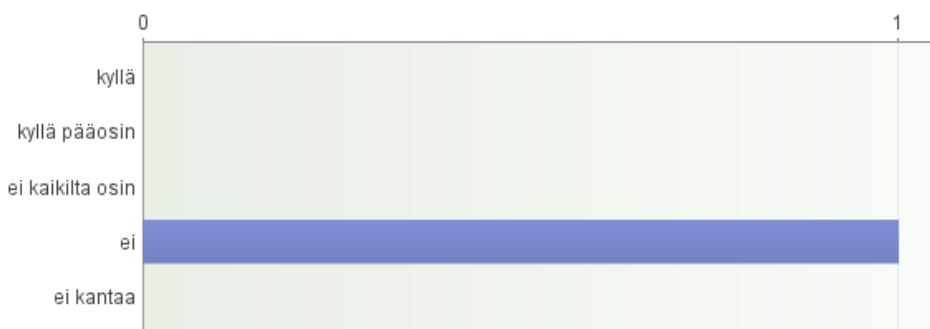 0 1
kyllä
kyllä pääosin
ei kaikilta osin
ei
ei kantaa